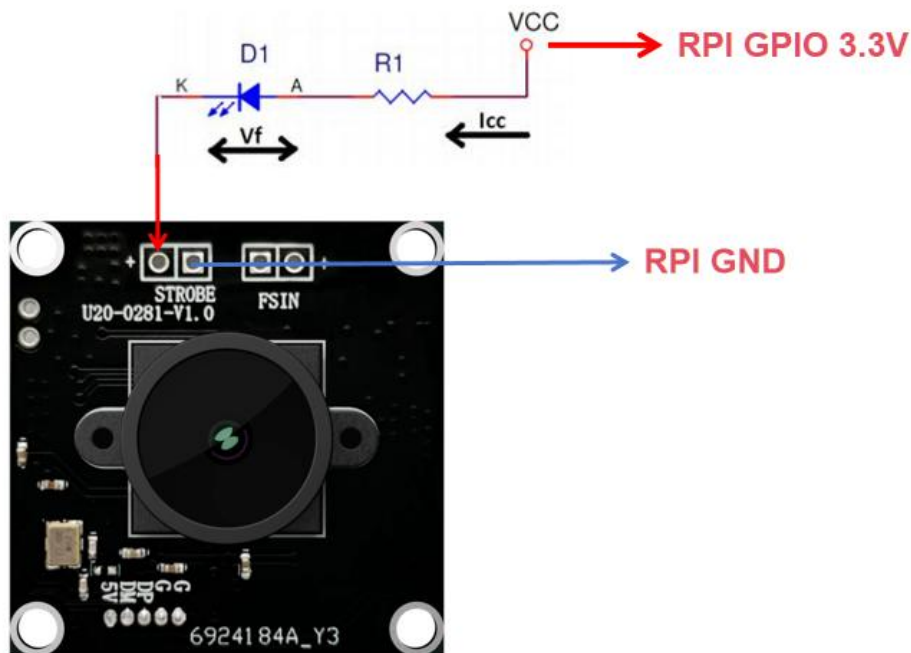 VCC
RPI GPIO 3.3V
D1
R1
K
A
Icc
Vf
+
+
RPI GND
STROBE
FSIN
U20-0281-V1.0
5V
DM
DP
G
G
6924184A_Y3